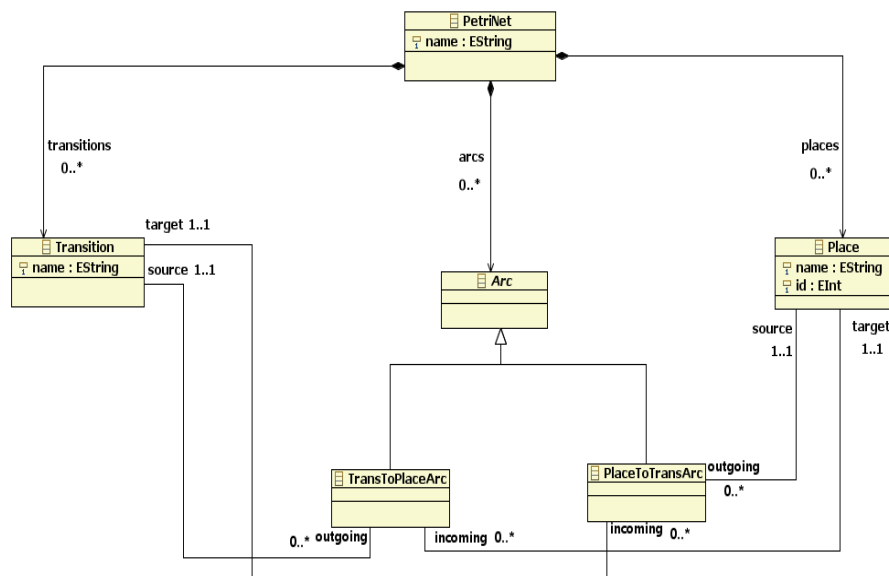 PetriNet
name : EString
transitions
0..*
arcs
0..*
places
0..*
target 1..1
Transition
name : EString
source 1..1
Place
name : EString
id : EInt
Arc
source
1..1
target
1..1
TransToPlaceArc
PlaceToTransArc
outgoing
0..*
0..* outgoing
incoming 0..*
incoming 0..*